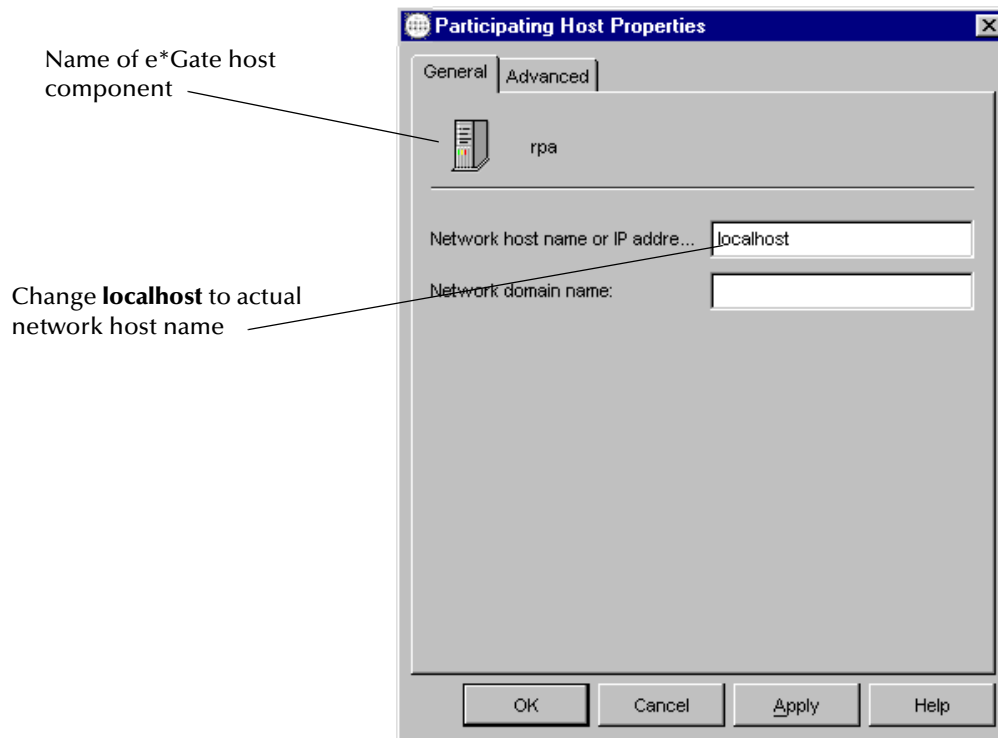 Participating Host Properties
Name of e*Gate host
component
General
Advanced
rpa
Network host name or IP addre...
localhost
Change localhost to actual
network host name
Network domain name:
OK
Cancel
Apply
Help